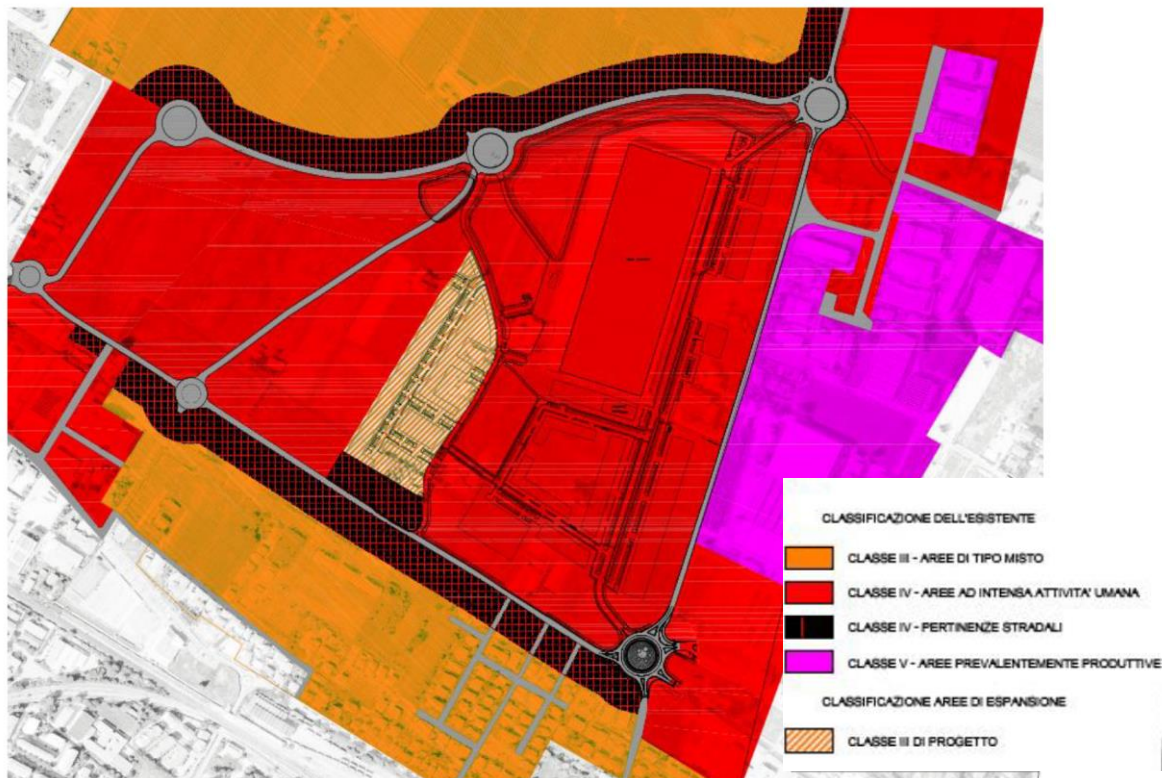 CLASSIFICAZIONE DELL'ESISTENTE
CLASSE III - AREE DI TIPO MISTO
CLASSE IV - AREE AD INTENSA ATTIVITA' UMANA
CLASSE IV - PERTINENZE STRADALI
CLASSE V - AREE PREVALENTEMENTE PRODUTTIVE
CLASSIFICAZIONE AREE DI ESPANSIONE
CLASSE III DI PROGETTO